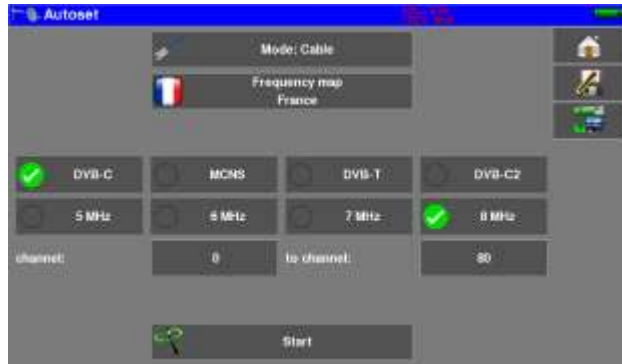 Autoset
Mode: Cable
Frequency map
France
DVB-C MCNS DVB-T DVB-C2
5 MHz 6 MHz 7 MHz 8 MHz
channel: 0 to channel: 80
Start